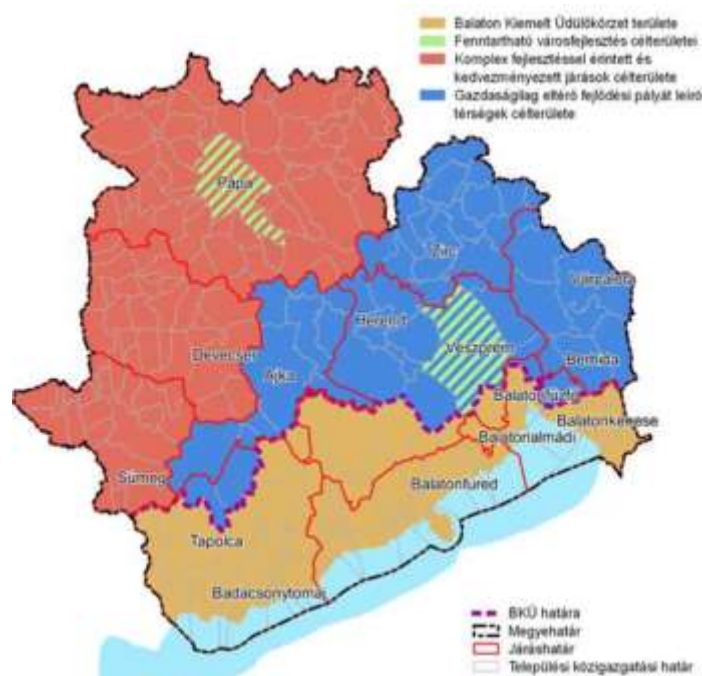 Balaton Kiemelt Üdülőkörzet területe
Fenntartható városfejlesztés célterületei
Komplex fejlesztéssel érintett és
kedvezményezett járások célterülete
Gazdaságilag eltérő fejlődési pályát leíró
térségek célterülete
Pápa
Zirc
Várpalota
Herend
Veszprém
Devecser
Ajka
Berhida
Balatonfűzfő
Balatonkenese
Balatonalmádi
Sümeg
Balatonfüred
Tapolca
Badacsonytomaj
BKÜ határa
Megyehatár
Járáshatár
Települési közigazgatási határ